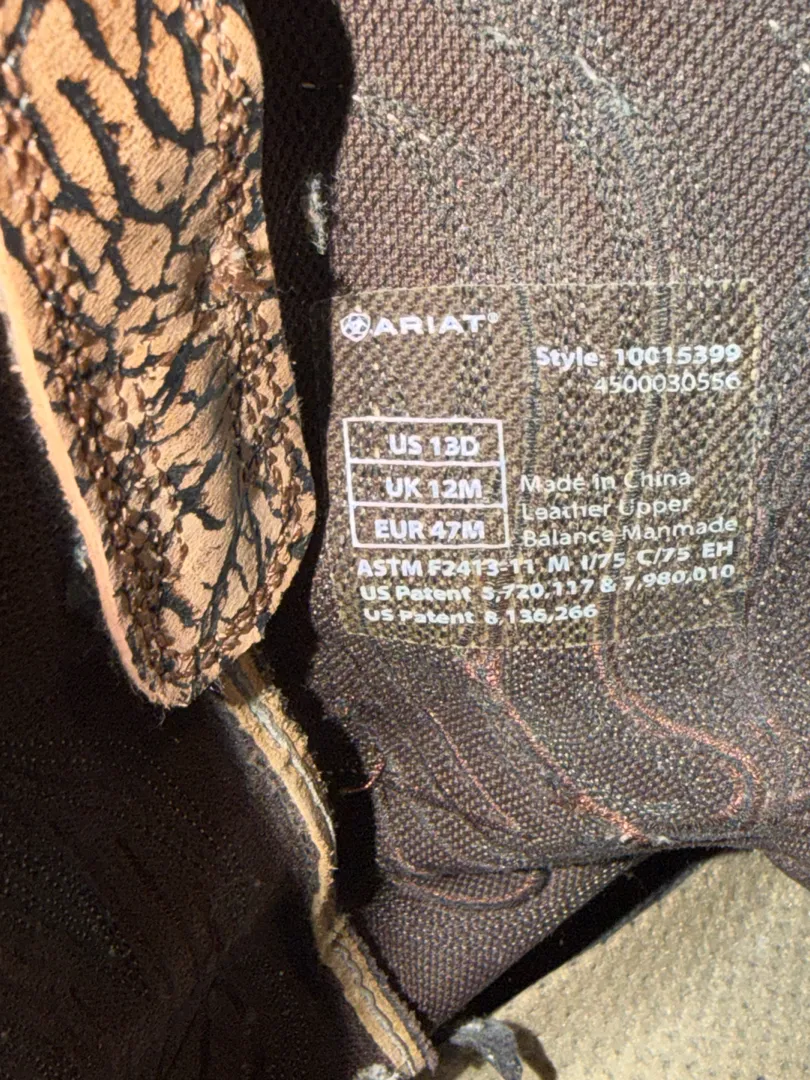 ARIAT®
Style: 10015399
4500030556
US 13D
UK 12M
EUR 47M
Made in China
Leather Upper
Balance Manmade
ASTM F2413-11 M I/75 C/75 EH
US Patent 5,720,117 & 7,980,010
US Patent 8,136,266